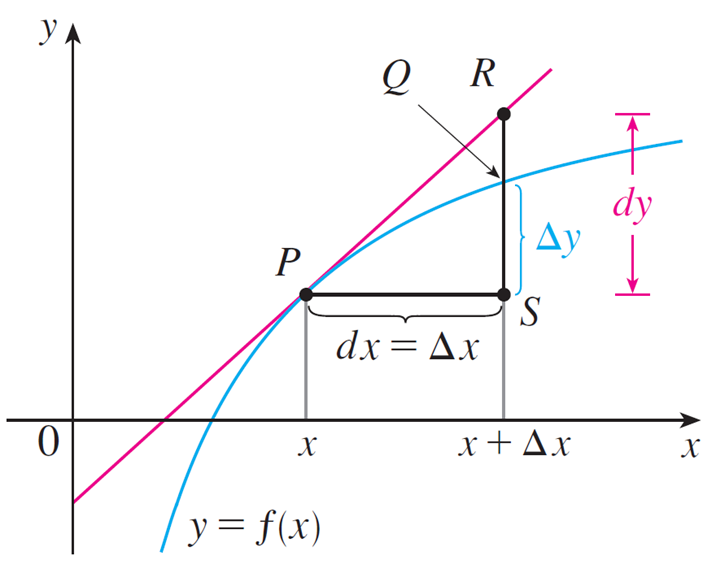 y
Q R
dy
Δy
P
S
dx = Δx
0 x x + Δx x
y = f(x)